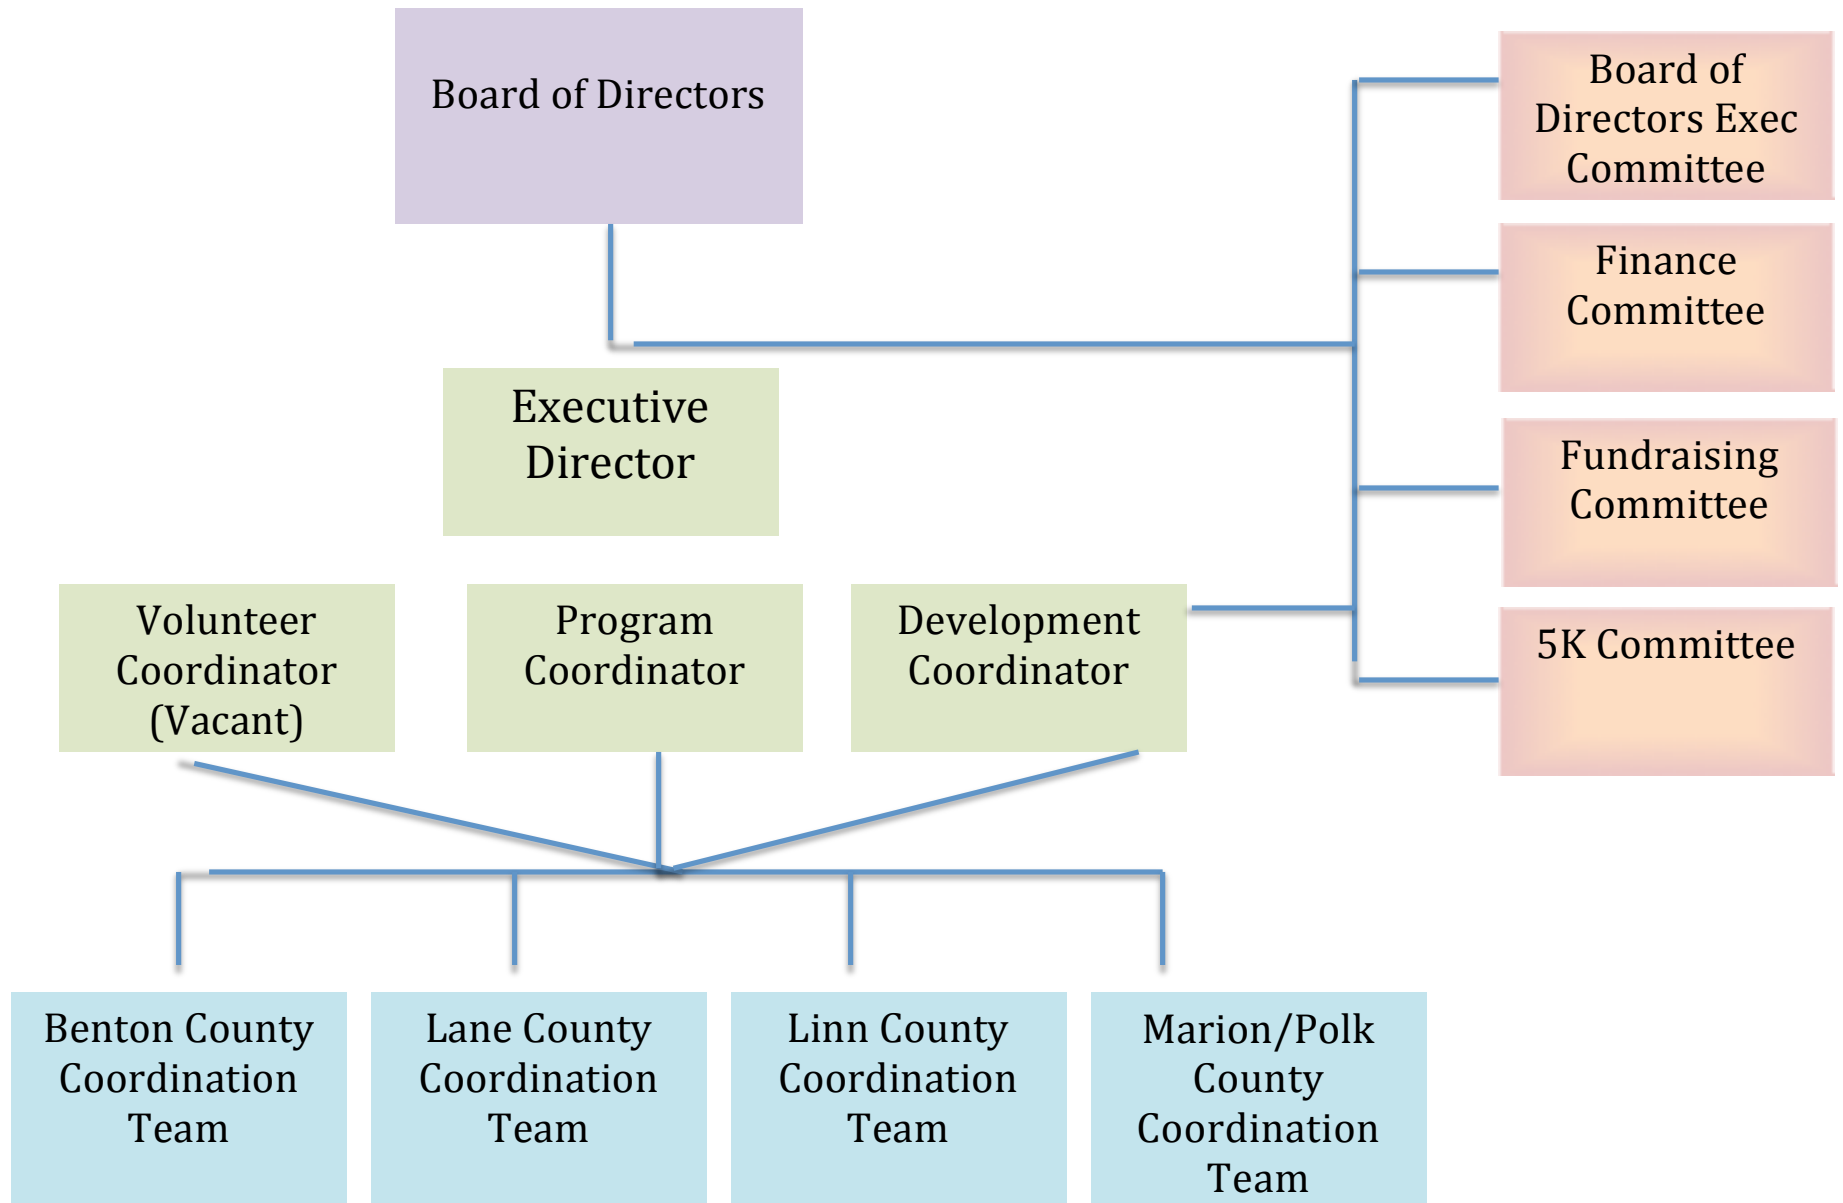 Board of Directors
Board of
Directors Exec
Committee
Finance
Committee
Executive
Director
Fundraising
Committee
Volunteer
Coordinator
(Vacant)
Program
Coordinator
Development
Coordinator
5K Committee
Benton County
Coordination
Team
Lane County
Coordination
Team
Linn County
Coordination
Team
Marion/Polk
County
Coordination
Team